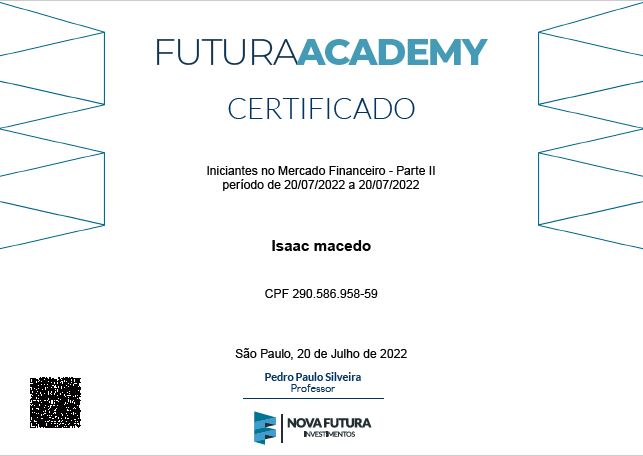 FUTURAACADEMY
CERTIFICADO
Iniciantes no Mercado Financeiro - Parte II
período de 20/07/2022 a 20/07/2022
Isaac macedo
CPF 290.586.958-59
São Paulo, 20 de Julho de 2022
Pedro Paulo Silveira
Professor
NOVA FUTURA
INVESTIMENTOS